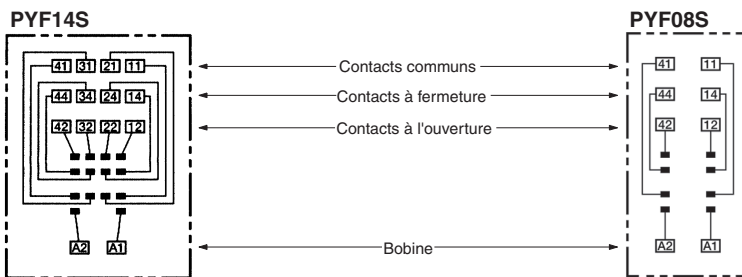 PYF14S PYF08S
41 31 21 11 Contacts communs 41 11
44 34 24 14 Contacts à fermeture 44 14
42 32 22 12 Contacts à l'ouverture 42 12
A2 A1 Bobine A2 A1